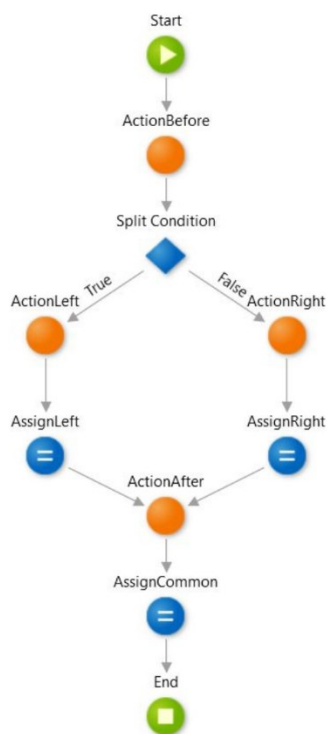 Start
ActionBefore
Split Condition
True
False
ActionLeft
ActionRight
AssignLeft
AssignRight
ActionAfter
AssignCommon
End